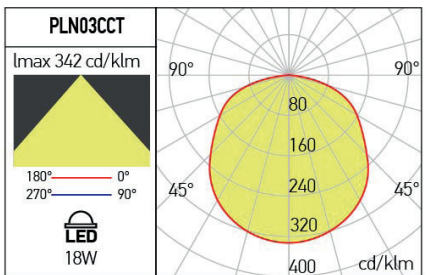 PLN03CCT
Imax 342 cd/klm
180° 0°
270° 90°
LED
18W
90° 90°
80
160
45° 240 45°
320
400 cd/klm